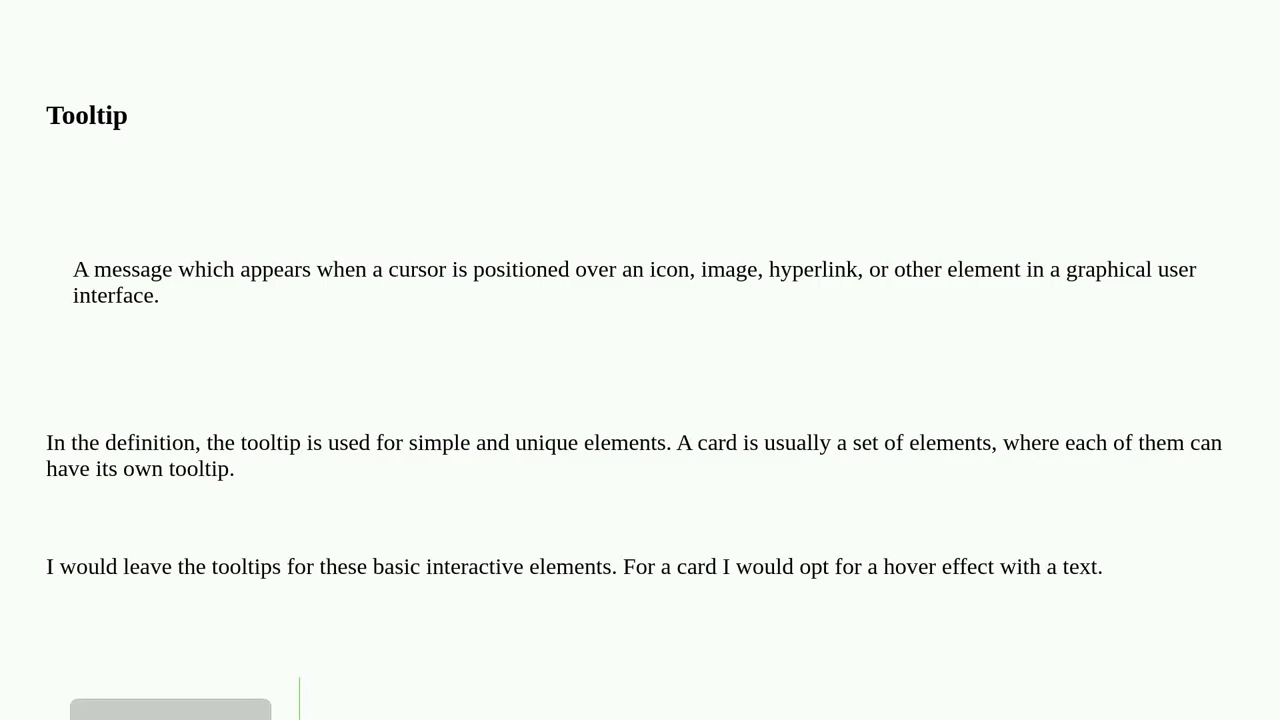 Tooltip
A message which appears when a cursor is positioned over an icon, image, hyperlink, or other element in a graphical user
interface.
In the definition, the tooltip is used for simple and unique elements. A card is usually a set of elements, where each of them can
have its own tooltip.
I would leave the tooltips for these basic interactive elements. For a card I would opt for a hover effect with a text.